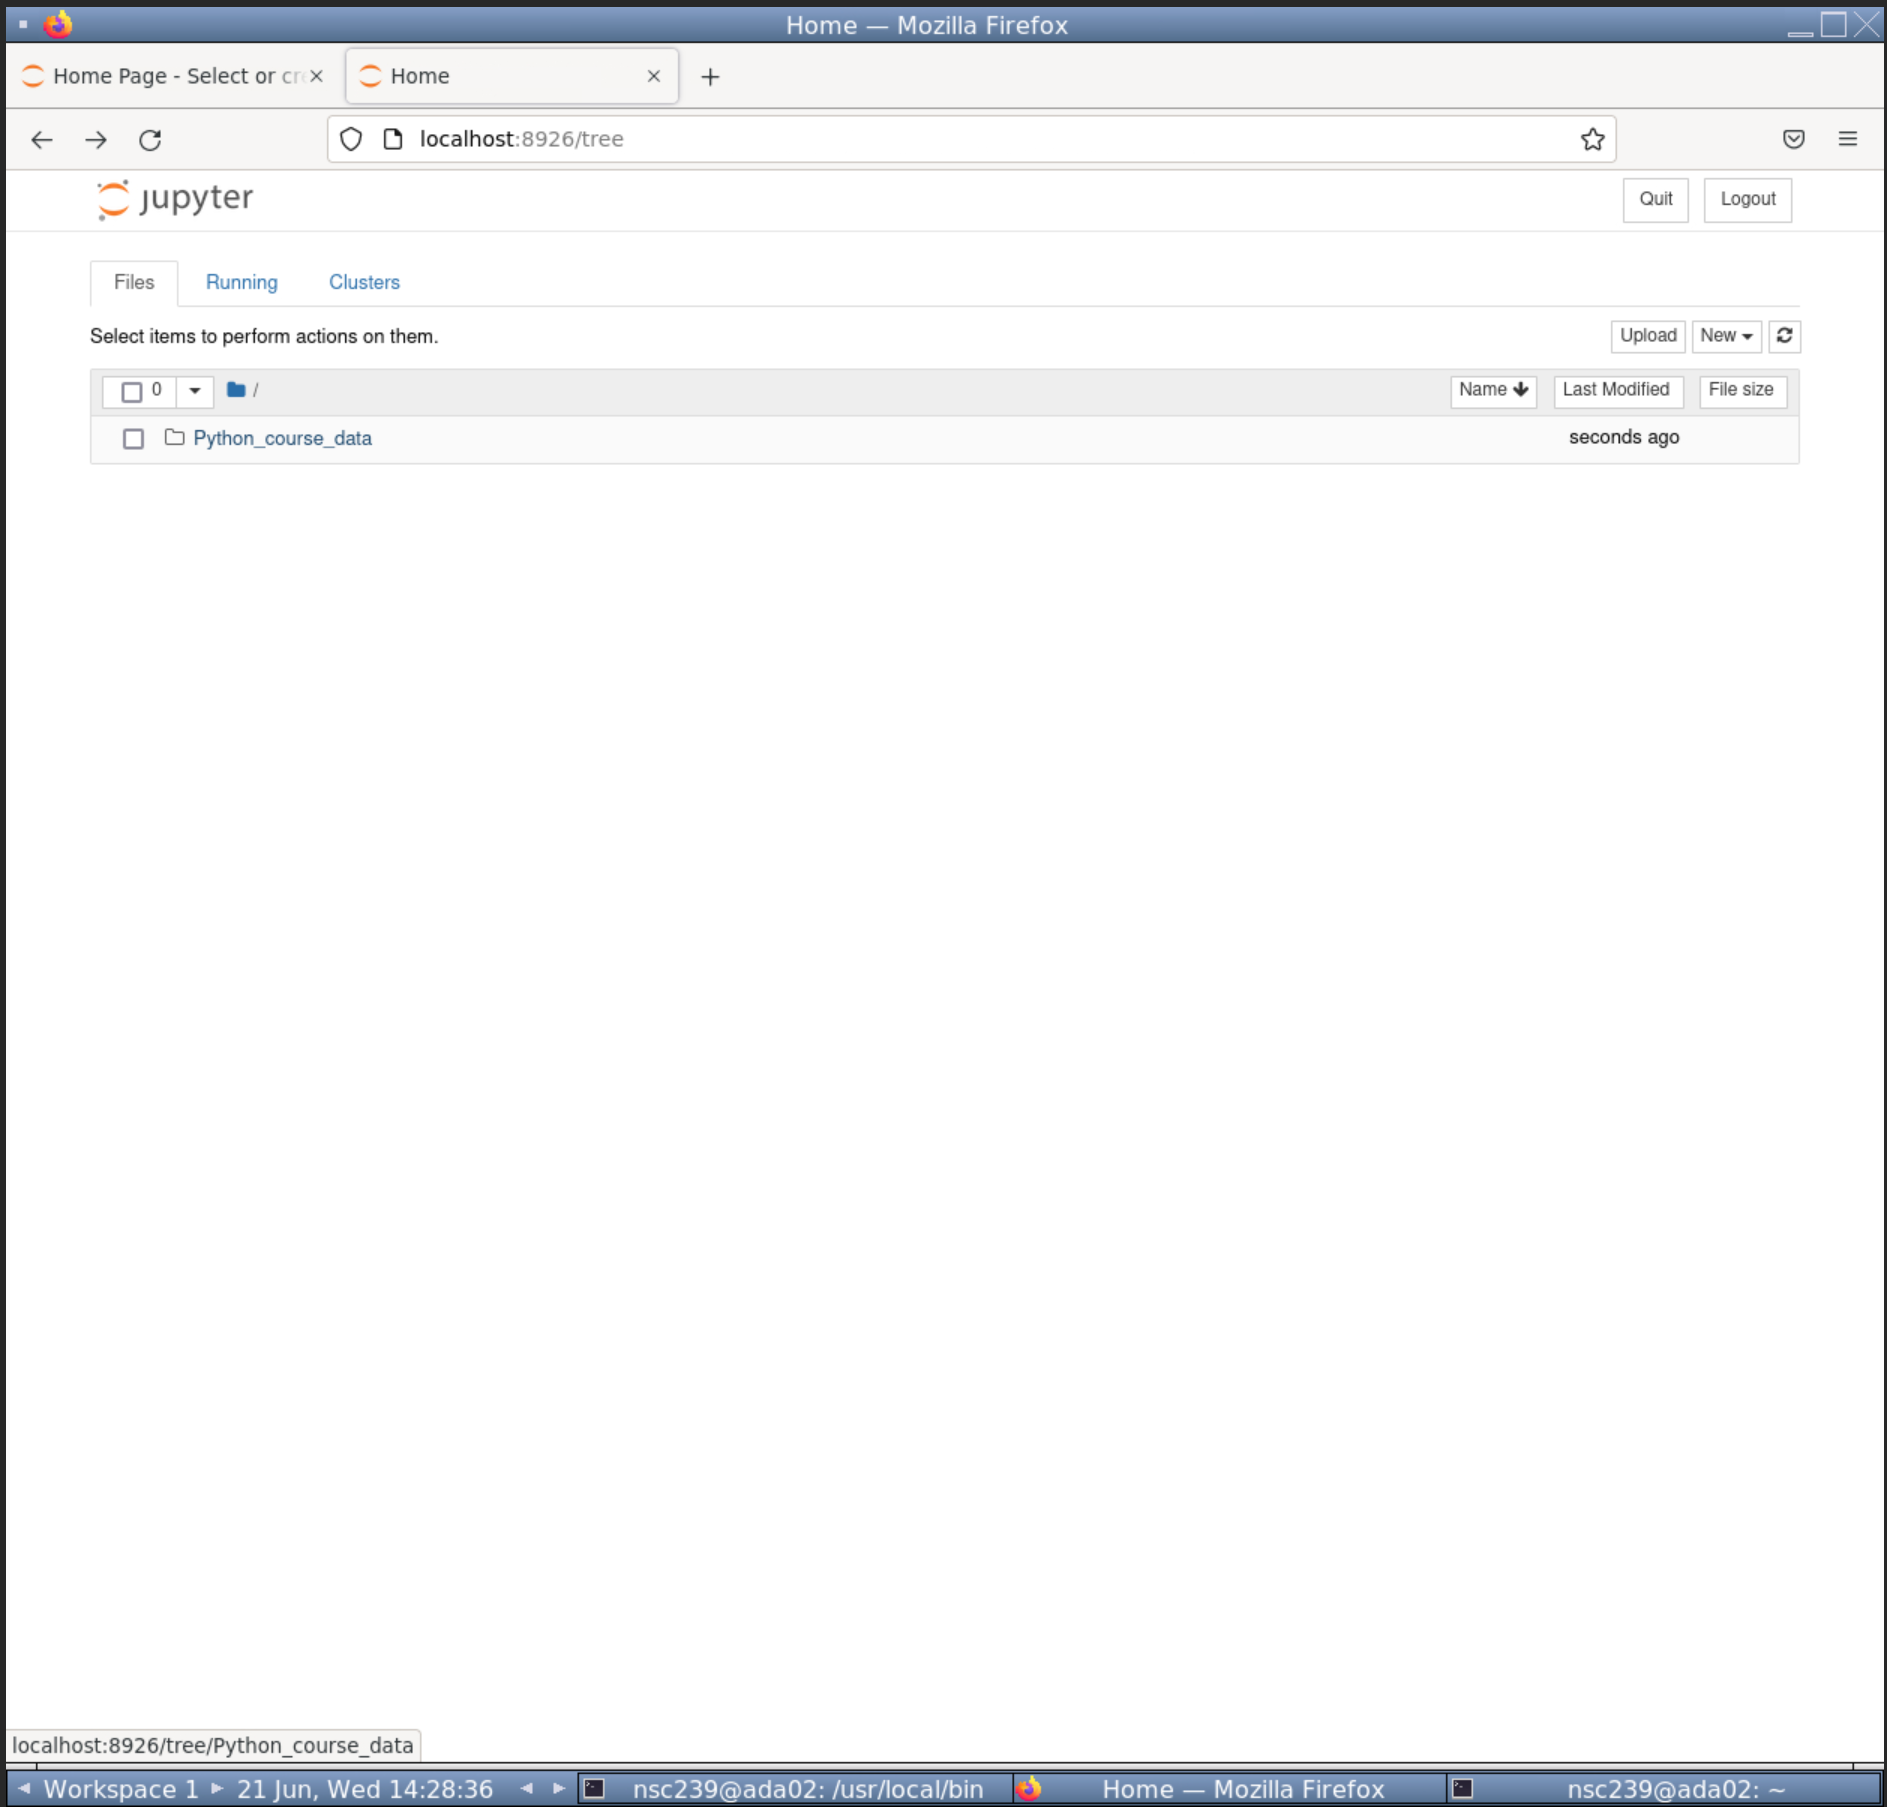 Home — Mozilla Firefox
Home Page - Select or cre
Home
localhost:8926/tree
jupyter
Quit
Logout
Files
Running
Clusters
Select items to perform actions on them.
Upload
New
0
/
Name
Last Modified
File size
Python_course_data
seconds ago
localhost:8926/tree/Python_course_data
Workspace 1
21 Jun, Wed 14:28:36
nsc239@ada02: /usr/local/bin
Home — Mozilla Firefox
nsc239@ada02: ~